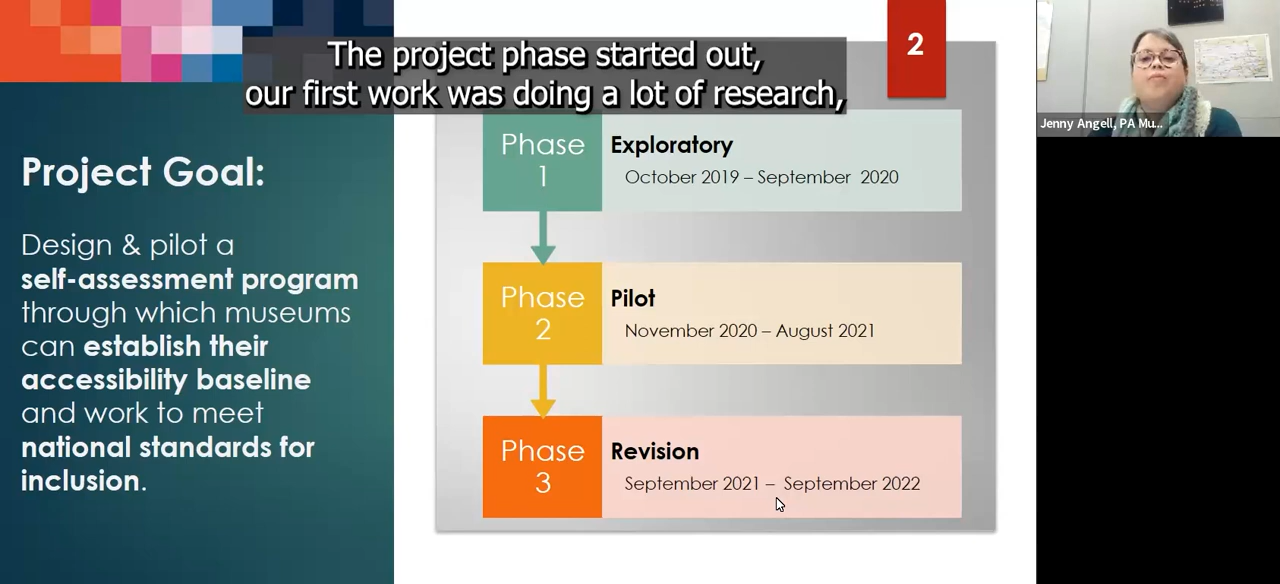 The project phase started out,
our first work was doing a lot of research,
2
Project Goal:
Design & pilot a
self-assessment program
through which museums
can establish their
accessibility baseline
and work to meet
national standards for
inclusion.
Phase
1
Exploratory
October 2019 – September 2020
Phase
2
Pilot
November 2020 – August 2021
Phase
3
Revision
September 2021 – September 2022
Jenny Angell, PA Mu...